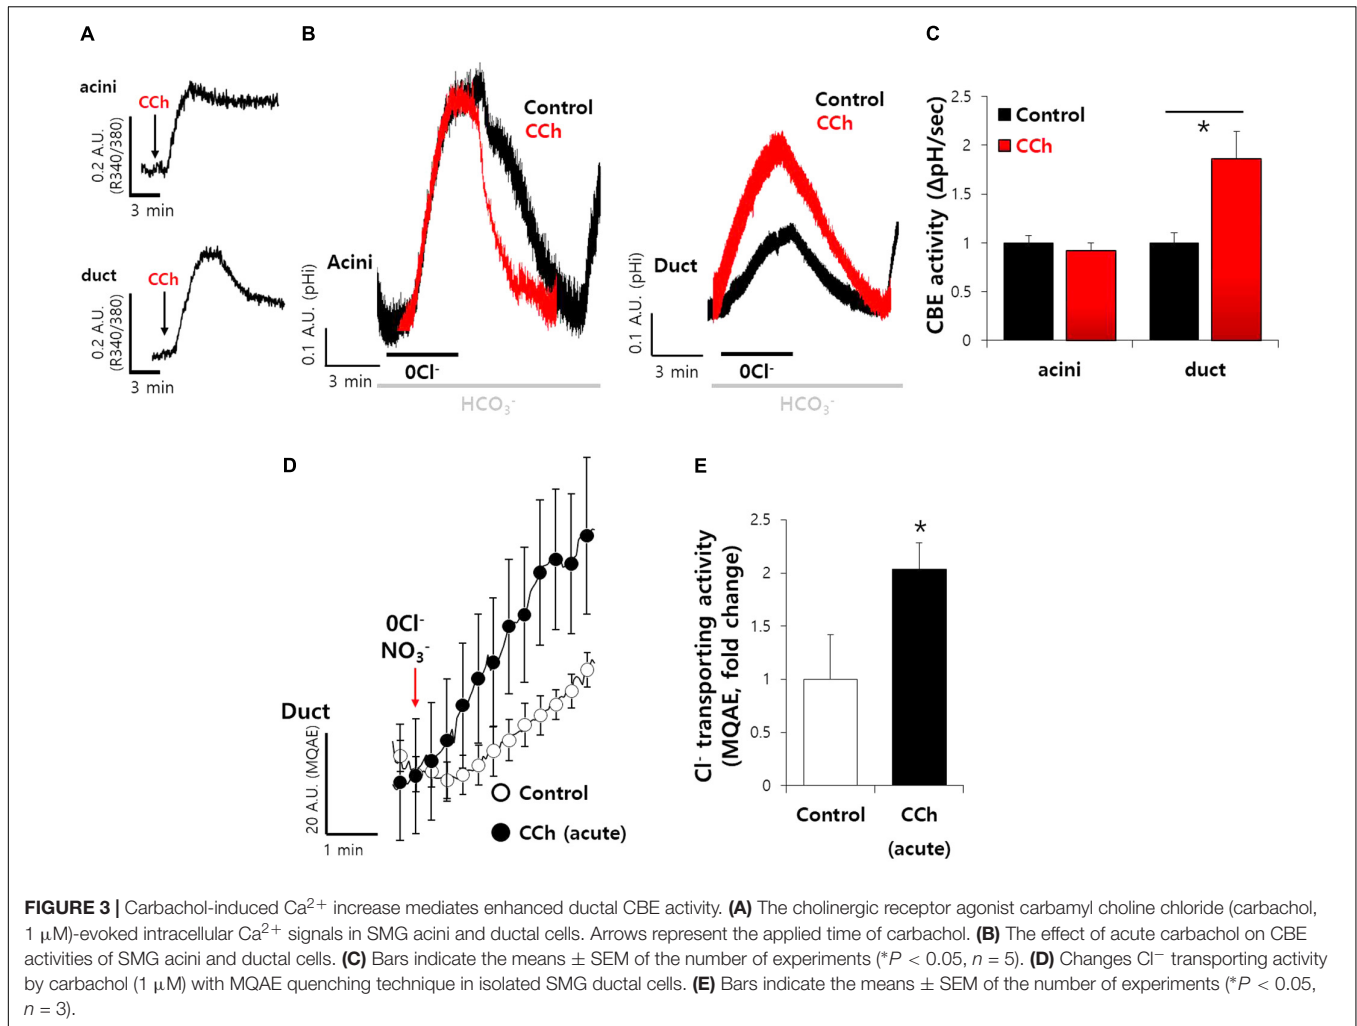 A
acini
CCh
0.2 A.U.
(R340/380)
3 min
duct
CCh
0.2 A.U.
(R340/380)
3 min
B
Control
CCh
Acini
0.1 A.U. (pHi)
3 min
0Cl⁻
HCO₃⁻
Control
CCh
Duct
0.1 A.U. (pHi)
3 min
0Cl⁻
HCO₃⁻
C
CBE activity (ΔpH/sec)
2.5
2
1.5
1
0.5
0
Control
CCh
*
acini
duct
D
0Cl⁻
NO₃⁻
Duct
20 A.U. (MQAE)
1 min
Control
CCh (acute)
E
Cl⁻ transporting activity
(MQAE, fold change)
2.5
2
1.5
1
0.5
0
*
Control
CCh
(acute)
FIGURE 3 | Carbachol-induced Ca²⁺ increase mediates enhanced ductal CBE activity. (A) The cholinergic receptor agonist carbamyl choline chloride (carbachol,
1 μM)-evoked intracellular Ca²⁺ signals in SMG acini and ductal cells. Arrows represent the applied time of carbachol. (B) The effect of acute carbachol on CBE
activities of SMG acini and ductal cells. (C) Bars indicate the means ± SEM of the number of experiments (*P < 0.05, n = 5). (D) Changes Cl⁻ transporting activity
by carbachol (1 μM) with MQAE quenching technique in isolated SMG ductal cells. (E) Bars indicate the means ± SEM of the number of experiments (*P < 0.05,
n = 3).